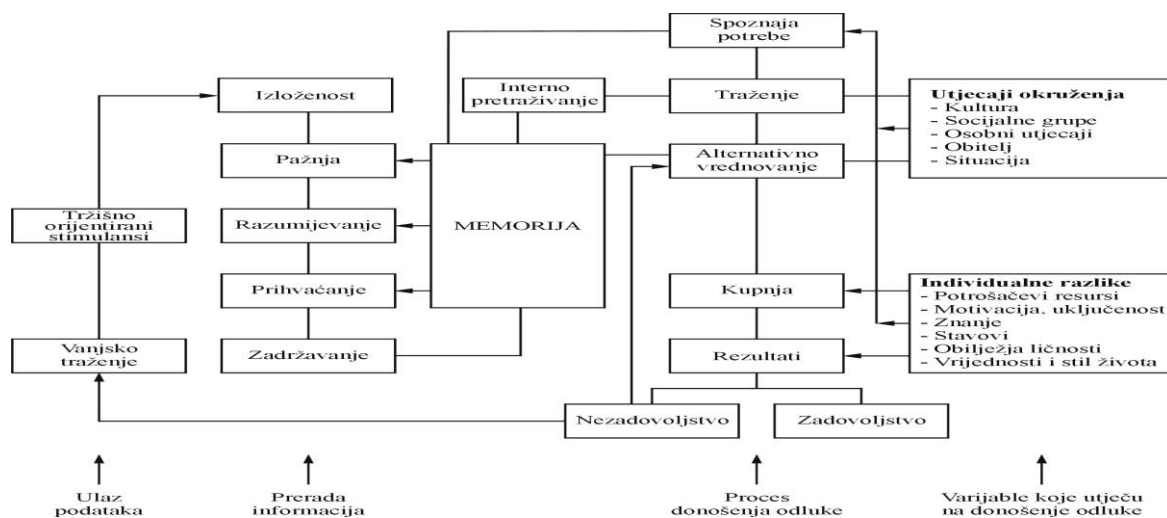 Spoznaja
potrebe
Izloženost
Interno
pretraživanje
Traženje
Utjecaji okruženja
- Kultura
- Socijalne grupe
- Osobni utjecaji
- Obitelj
- Situacija
Pažnja
Alternativno
vrednovanje
Tržišno
orijentirani
stimulansi
Razumijevanje
MEMORIJA
Prihvaćanje
Kupnja
Individualne razlike
- Potrošačevi resursi
- Motivacija, uključenost
- Znanje
- Stavovi
- Obilježja ličnosti
- Vrijednosti i stil života
Vanjsko
traženje
Zadržavanje
Rezultati
Nezadovoljstvo
Zadovoljstvo
Ulaz
podataka
Prerada
informacija
Proces
donošenja odluke
Varijable koje utječu
na donošenje odluke